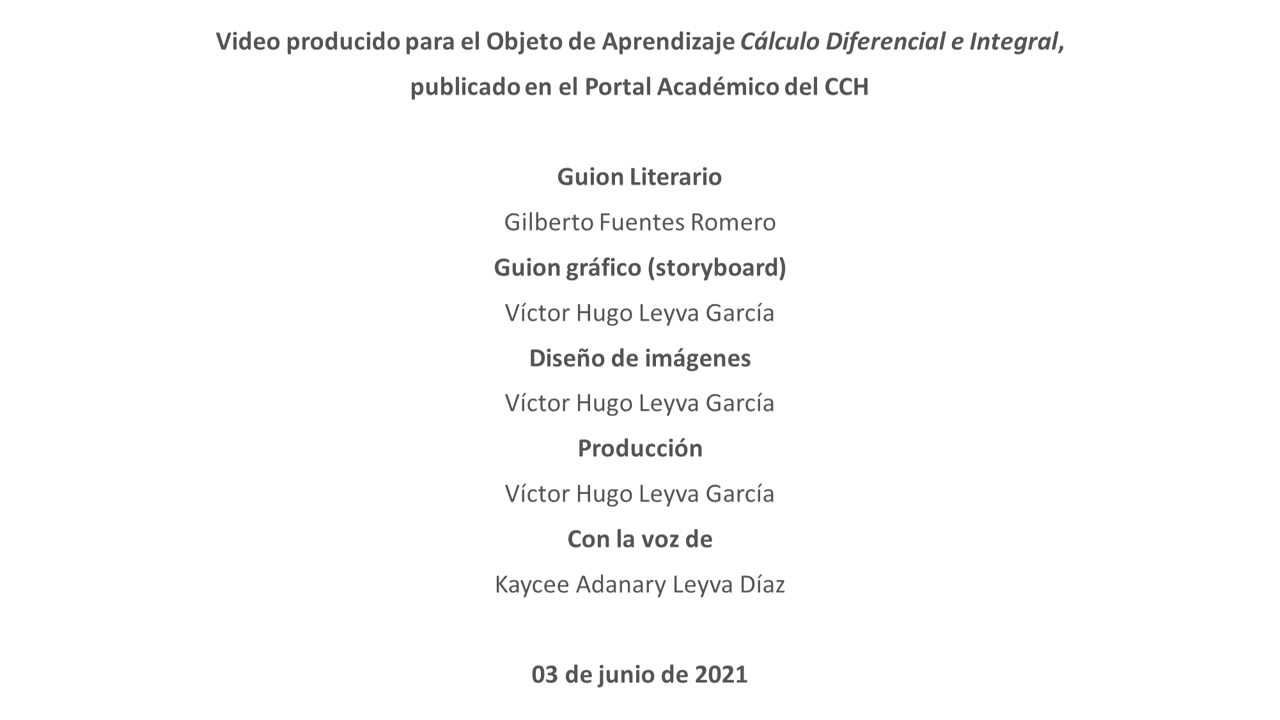 Video producido para el Objeto de Aprendizaje Cálculo Diferencial e Integral,
publicado en el Portal Académico del CCH
Guion Literario
Gilberto Fuentes Romero
Guion gráfico (storyboard)
Víctor Hugo Leyva García
Diseño de imágenes
Víctor Hugo Leyva García
Producción
Víctor Hugo Leyva García
Con la voz de
Kaycee Adanary Leyva Díaz
03 de junio de 2021